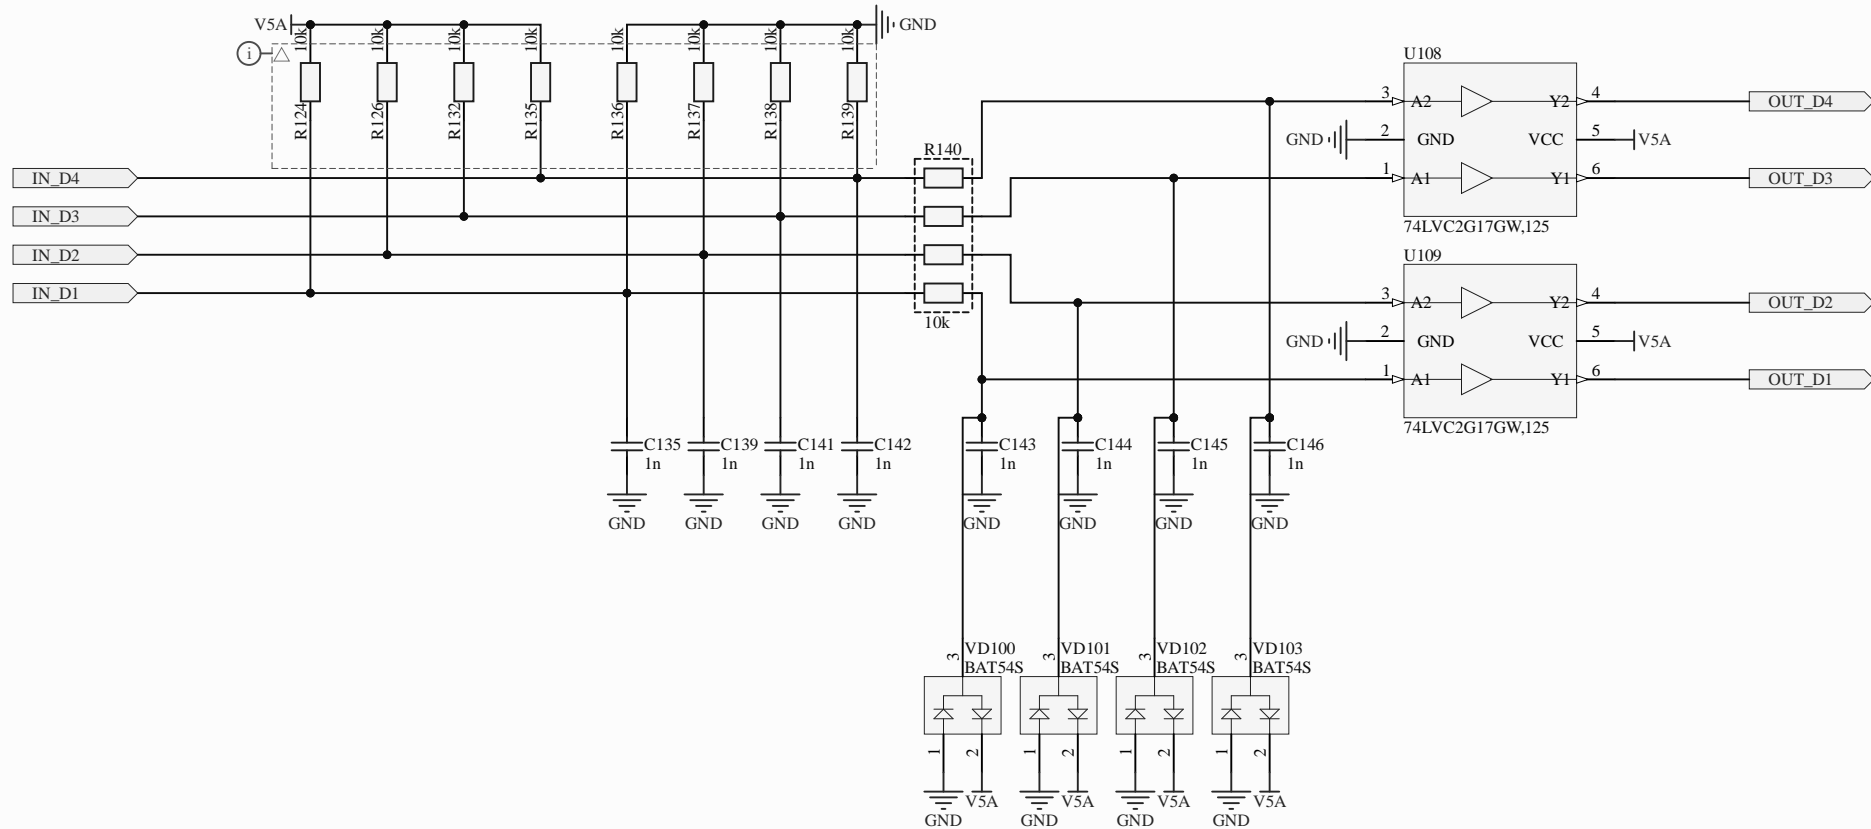 V5A
GND
i
10k 10k 10k 10k 10k 10k 10k 10k
R124 R126 R132 R135 R136 R137 R138 R139
U108
3 A2 Y2 4 OUT_D4
GND 2 GND VCC 5 V5A
1 A1 Y1 6 OUT_D3
74LVC2G17GW,125
R140
IN_D4
IN_D3
IN_D2
IN_D1
10k
U109
3 A2 Y2 4 OUT_D2
GND 2 GND VCC 5 V5A
1 A1 Y1 6 OUT_D1
74LVC2G17GW,125
C135 C139 C141 C142 C143 C144 C145 C146
1n 1n 1n 1n 1n 1n 1n 1n
GND GND GND GND GND GND GND GND
3 VD100 3 VD101 3 VD102 3 VD103
BAT54S BAT54S BAT54S BAT54S
1 2 1 2 1 2 1 2
V5A V5A V5A V5A
GND GND GND GND